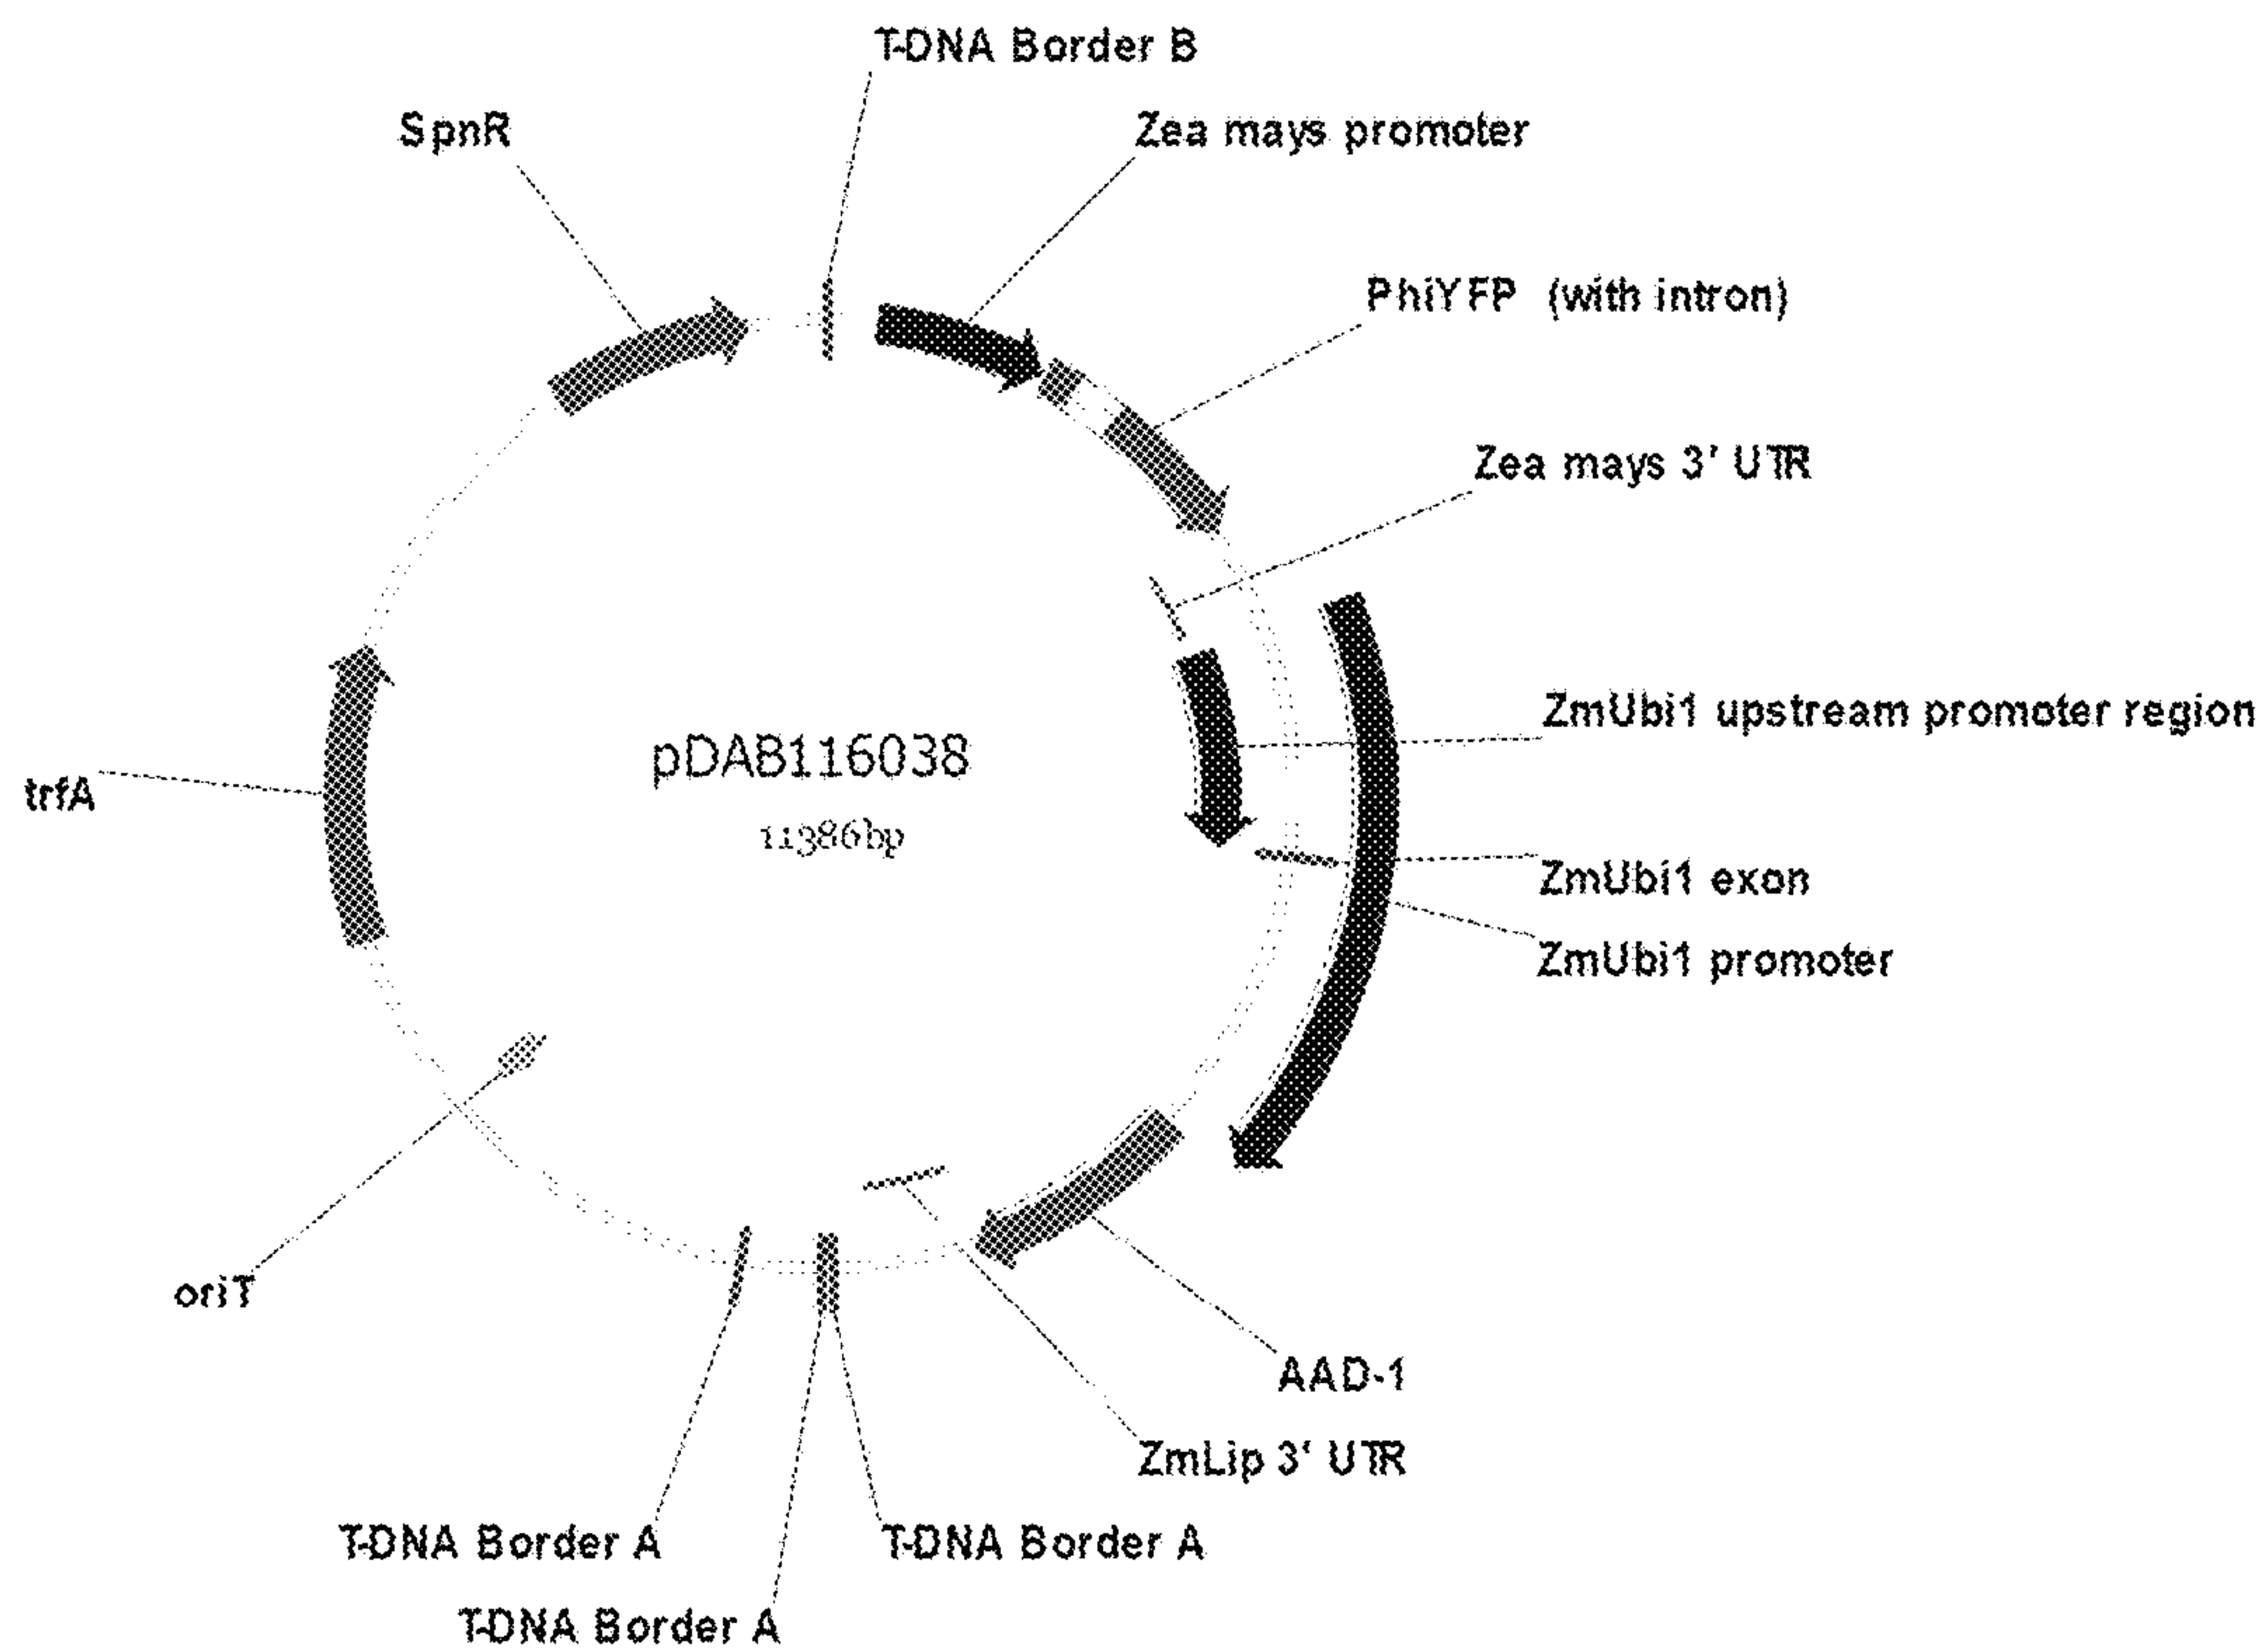 T-DNA Border B
SpnR
Zea mays promoter
PhiYFP (with intron)
Zea mays 3' UTR
ZmUbi1 upstream promoter region
pDAB116038
trfA
11986bp
ZmUbi1 exon
ZmUbi1 promoter
oriT
AAD-1
ZmLip 3' UTR
T-DNA Border A
T-DNA Border A
T-DNA Border A